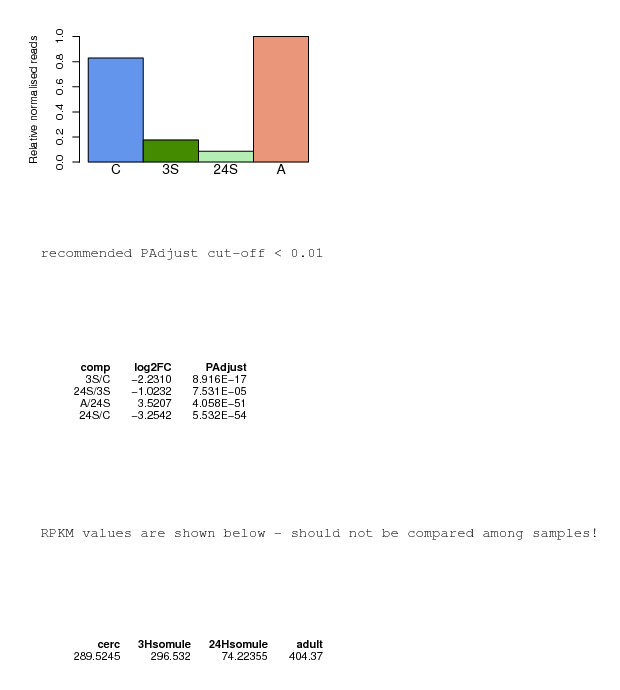 Relative normalised reads
1.0
0.8
0.6
0.4
0.2
0.0
C 3S 24S A
recommended PAdjust cut-off < 0.01
comp log2FC PAdjust
3S/C −2.2310 8.916E−17
24S/3S −1.0232 7.531E−05
A/24S 3.5207 4.058E−51
24S/C −3.2542 5.532E−54
RPKM values are shown below - should not be compared among samples!
cerc 3Hsomule 24Hsomule adult
289.5245 296.532 74.22355 404.37